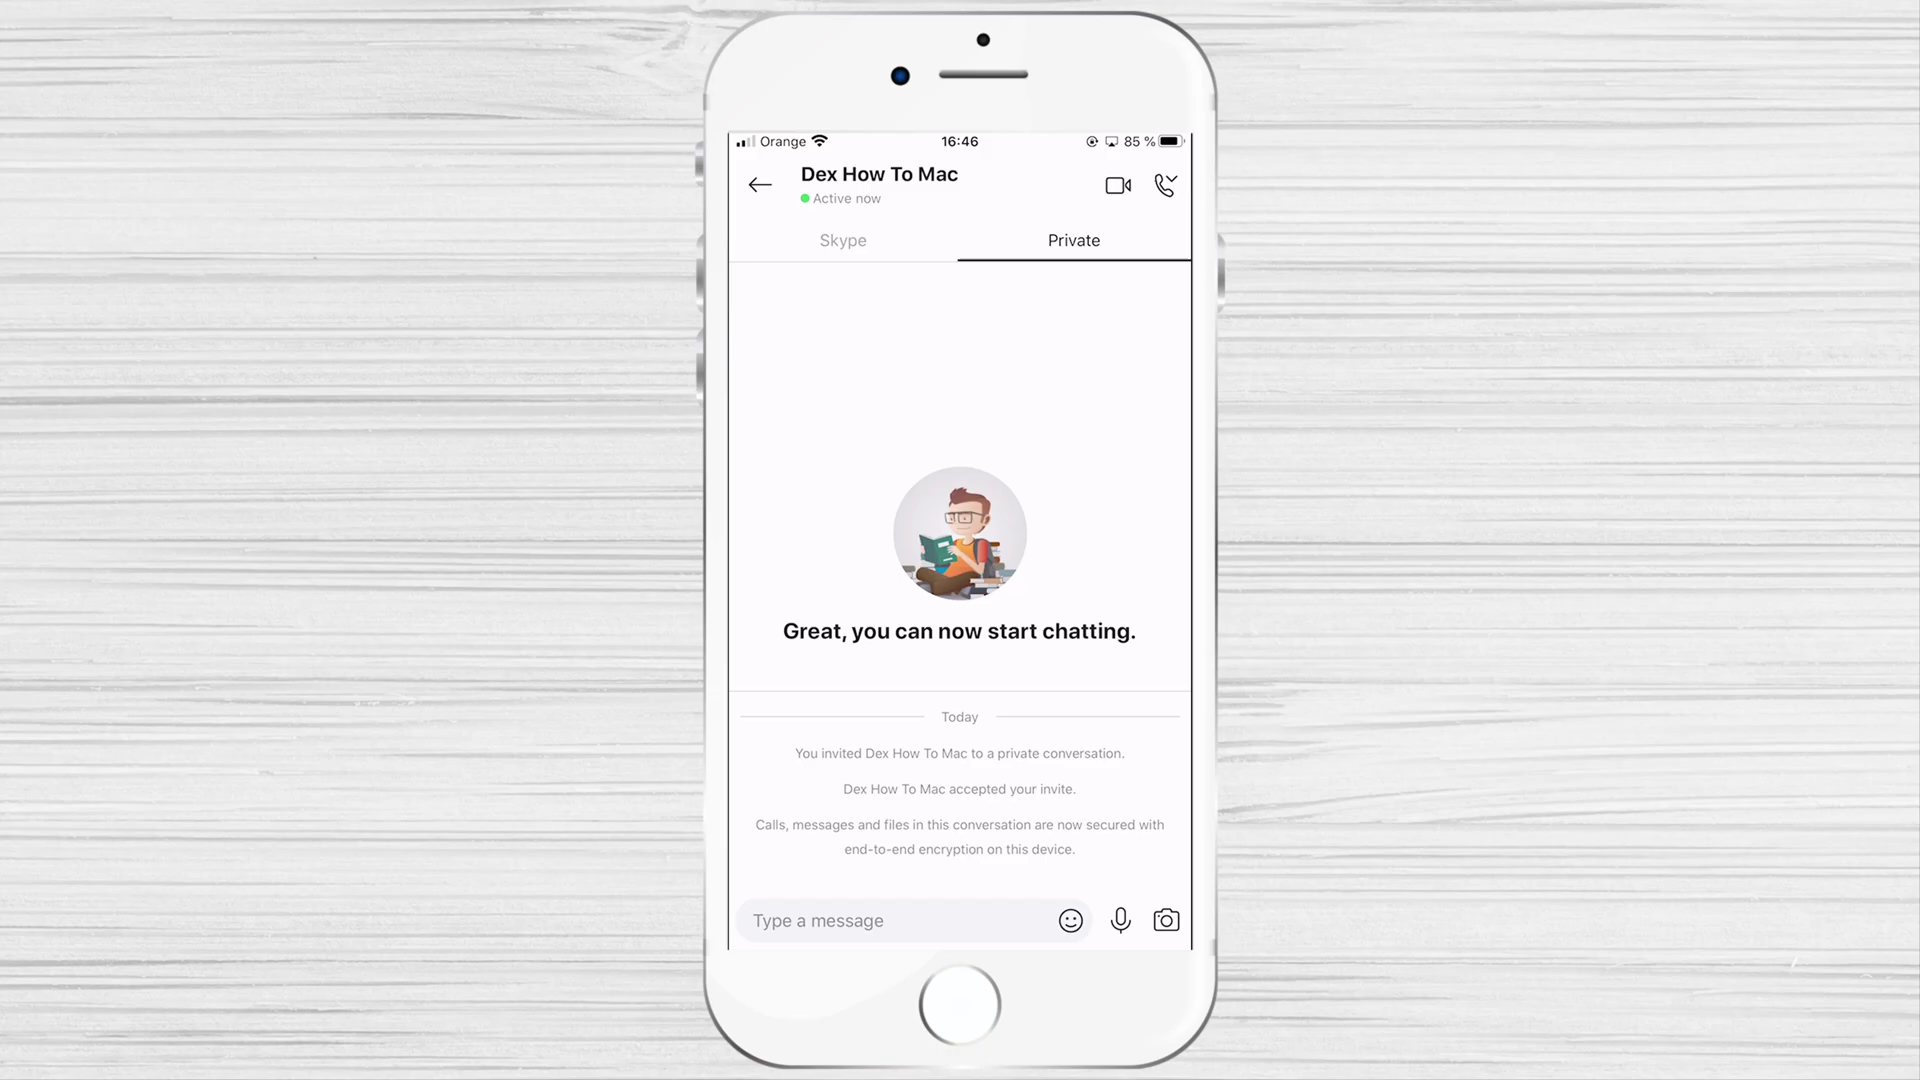 Orange 16:46 85 %
Dex How To Mac
Active now
Skype Private
Great, you can now start chatting.
Today
You invited Dex How To Mac to a private conversation.
Dex How To Mac accepted your invite.
Calls, messages and files in this conversation are now secured with
end-to-end encryption on this device.
Type a message